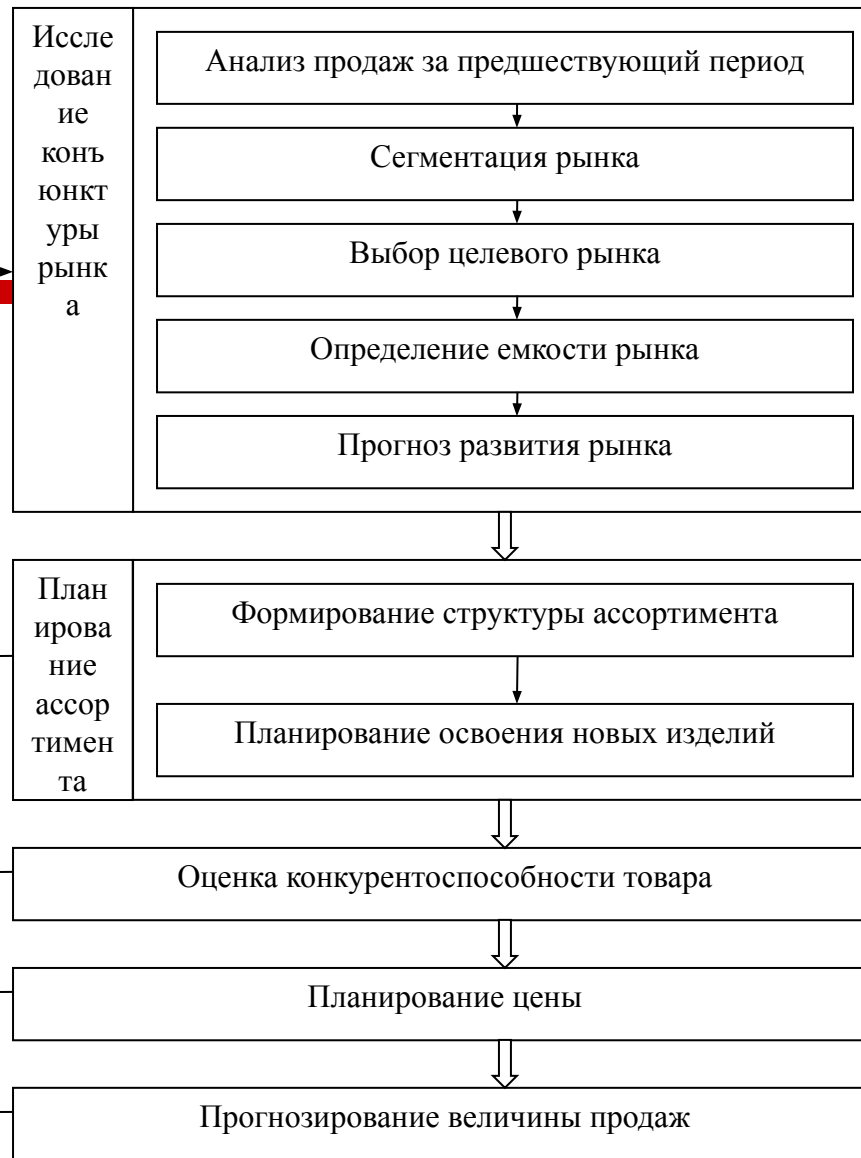 Иссле
дован
ие
конъ
юнкт
уры
рынк
а
Анализ продаж за предшествующий период
Сегментация рынка
Выбор целевого рынка
Определение емкости рынка
Прогноз развития рынка
План
ирова
ние
ассор
тимен
та
Формирование структуры ассортимента
Планирование освоения новых изделий
Оценка конкурентоспособности товара
Планирование цены
Прогнозирование величины продаж